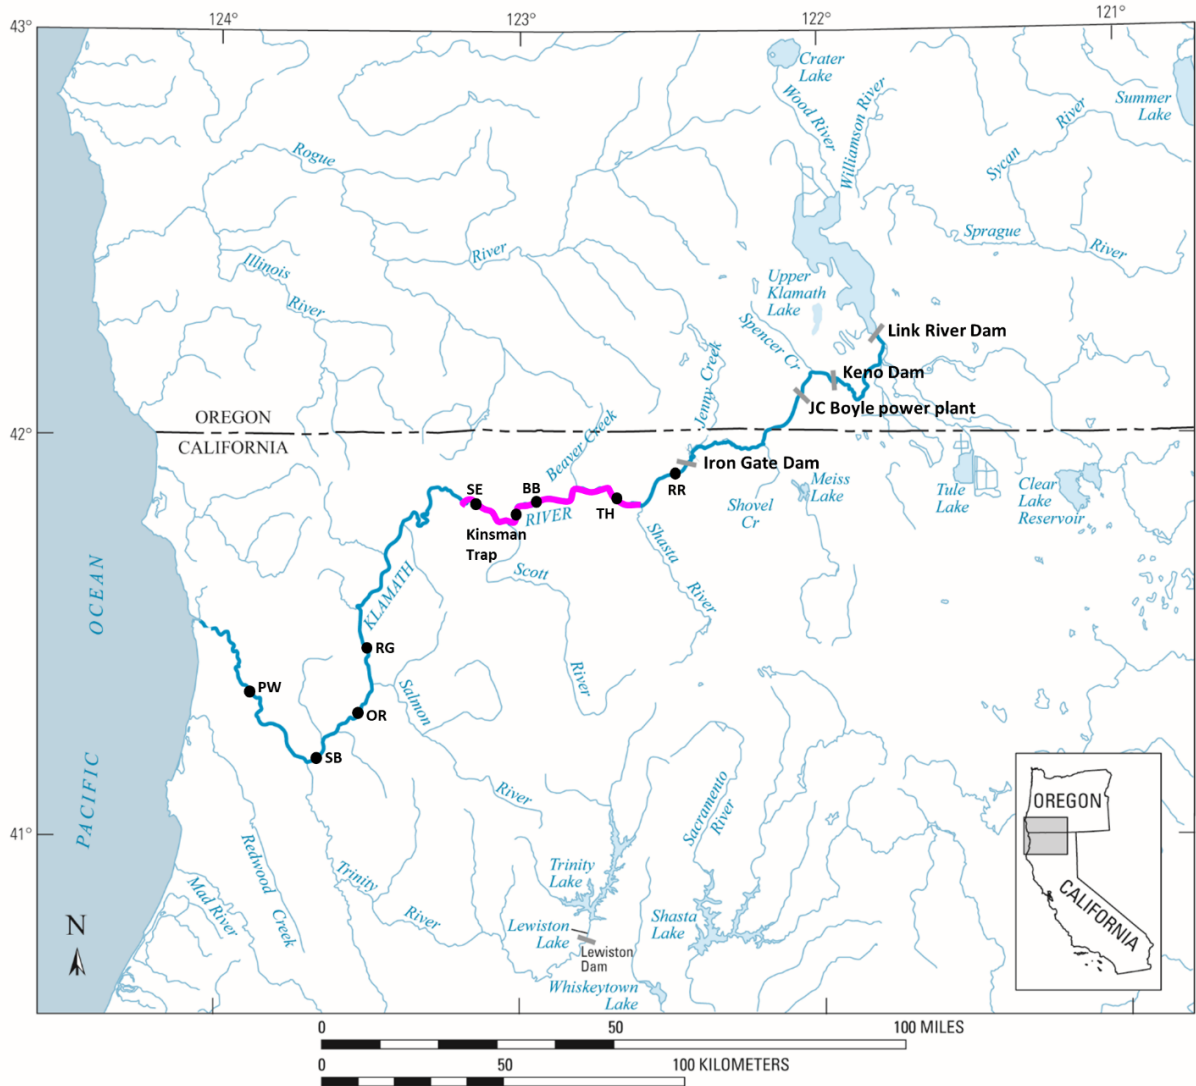 124°
123°
122°
121°
43°
Crater
Lake
Wood River
Williamson River
Summer
Lake
River
Sycan
Rogue
River
Sprague
River
Illinois
River
Upper
Klamath
Lake
Spencer Cr
Link River Dam
Keno Dam
JC Boyle power plant
Jenny Creek
OREGON
42°
CALIFORNIA
Beaver Creek
Iron Gate Dam
RR
SE
BB
TH
RIVER
Kinsman
Trap
Shovel
Cr
Meiss
Lake
Tule
Lake
Clear
Lake
Reservoir
Shasta
River
Scott
River
KLAMATH
PACIFIC OCEAN
RG
PW
OR
SB
Salmon
River
Sacramento
River
41°
Redwood
Creek
Mad River
Trinity
River
Trinity
Lake
Lewiston
Lake
Lewiston
Dam
Shasta
Lake
Whiskeytown
Lake
N
OREGON
CALIFORNIA
0 50 100 MILES
0 50 100 KILOMETERS